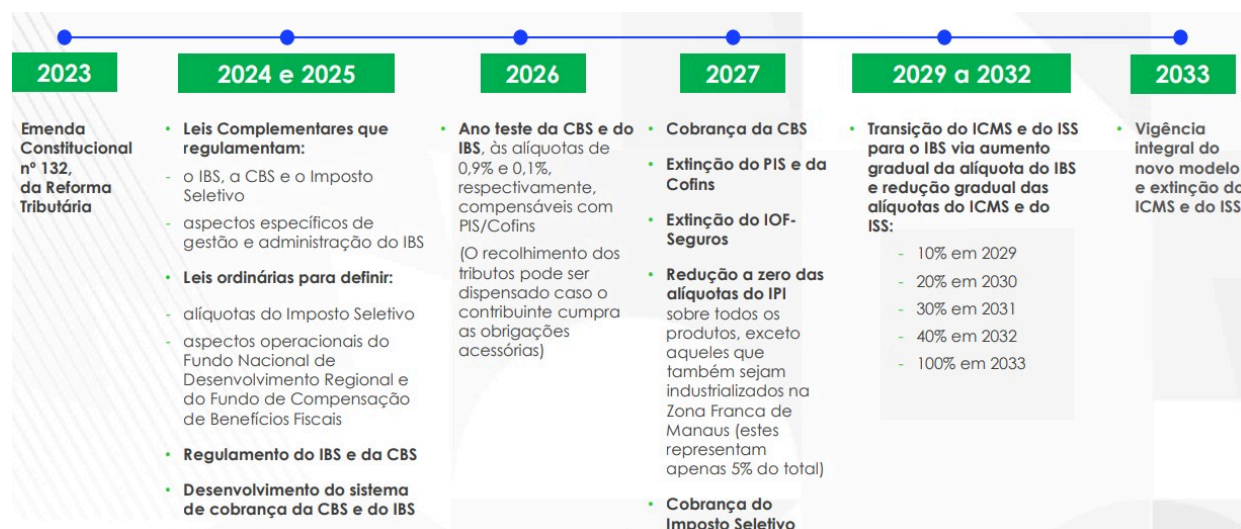 2023
Emenda
Constitucional
nº 132,
da Reforma
Tributária
2024 e 2025
• Leis Complementares que
regulamentam:
- o IBS, a CBS e o Imposto
Seletivo
- aspectos específicos de
gestão e administração do IBS
• Leis ordinárias para definir:
- alíquotas do Imposto Seletivo
- aspectos operacionais do
Fundo Nacional de
Desenvolvimento Regional e
do Fundo de Compensação
de Benefícios Fiscais
• Regulamento do IBS e da CBS
• Desenvolvimento do sistema
de cobrança da CBS e do IBS
2026
• Ano teste da CBS e do
IBS, às alíquotas de
0,9% e 0,1%,
respectivamente,
compensáveis com
PIS/Cofins
(O recolhimento dos
tributos pode ser
dispensado caso o
contribuinte cumpra
as obrigações
acessórias)
2027
• Cobrança da CBS
• Extinção do PIS e da
Cofins
• Extinção do IOF-
Seguros
• Redução a zero das
alíquotas do IPI
sobre todos os
produtos, exceto
aqueles que
também sejam
industrializados na
Zona Franca de
Manaus (estes
representam
apenas 5% do total)
• Cobrança do
Imposto Seletivo
2029 a 2032
• Transição do ICMS e do ISS
para o IBS via aumento
gradual da alíquota do IBS
e redução gradual das
alíquotas do ICMS e do
ISS:
- 10% em 2029
- 20% em 2030
- 30% em 2031
- 40% em 2032
- 100% em 2033
2033
• Vigência
integral do
novo modelo
e extinção do
ICMS e do ISS